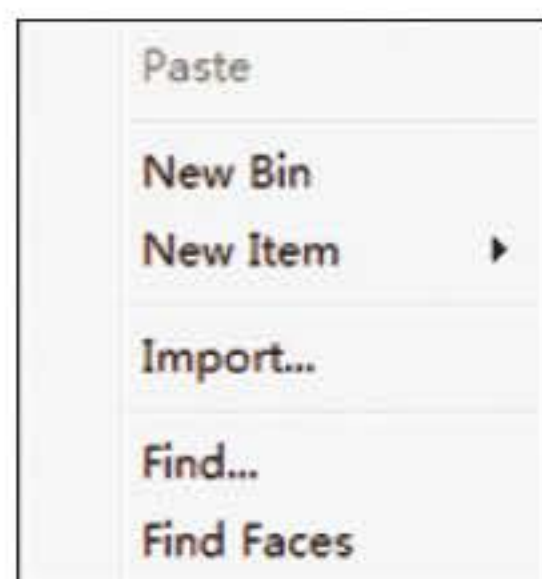 Paste
New Bin
New Item
Import...
Find...
Find Faces